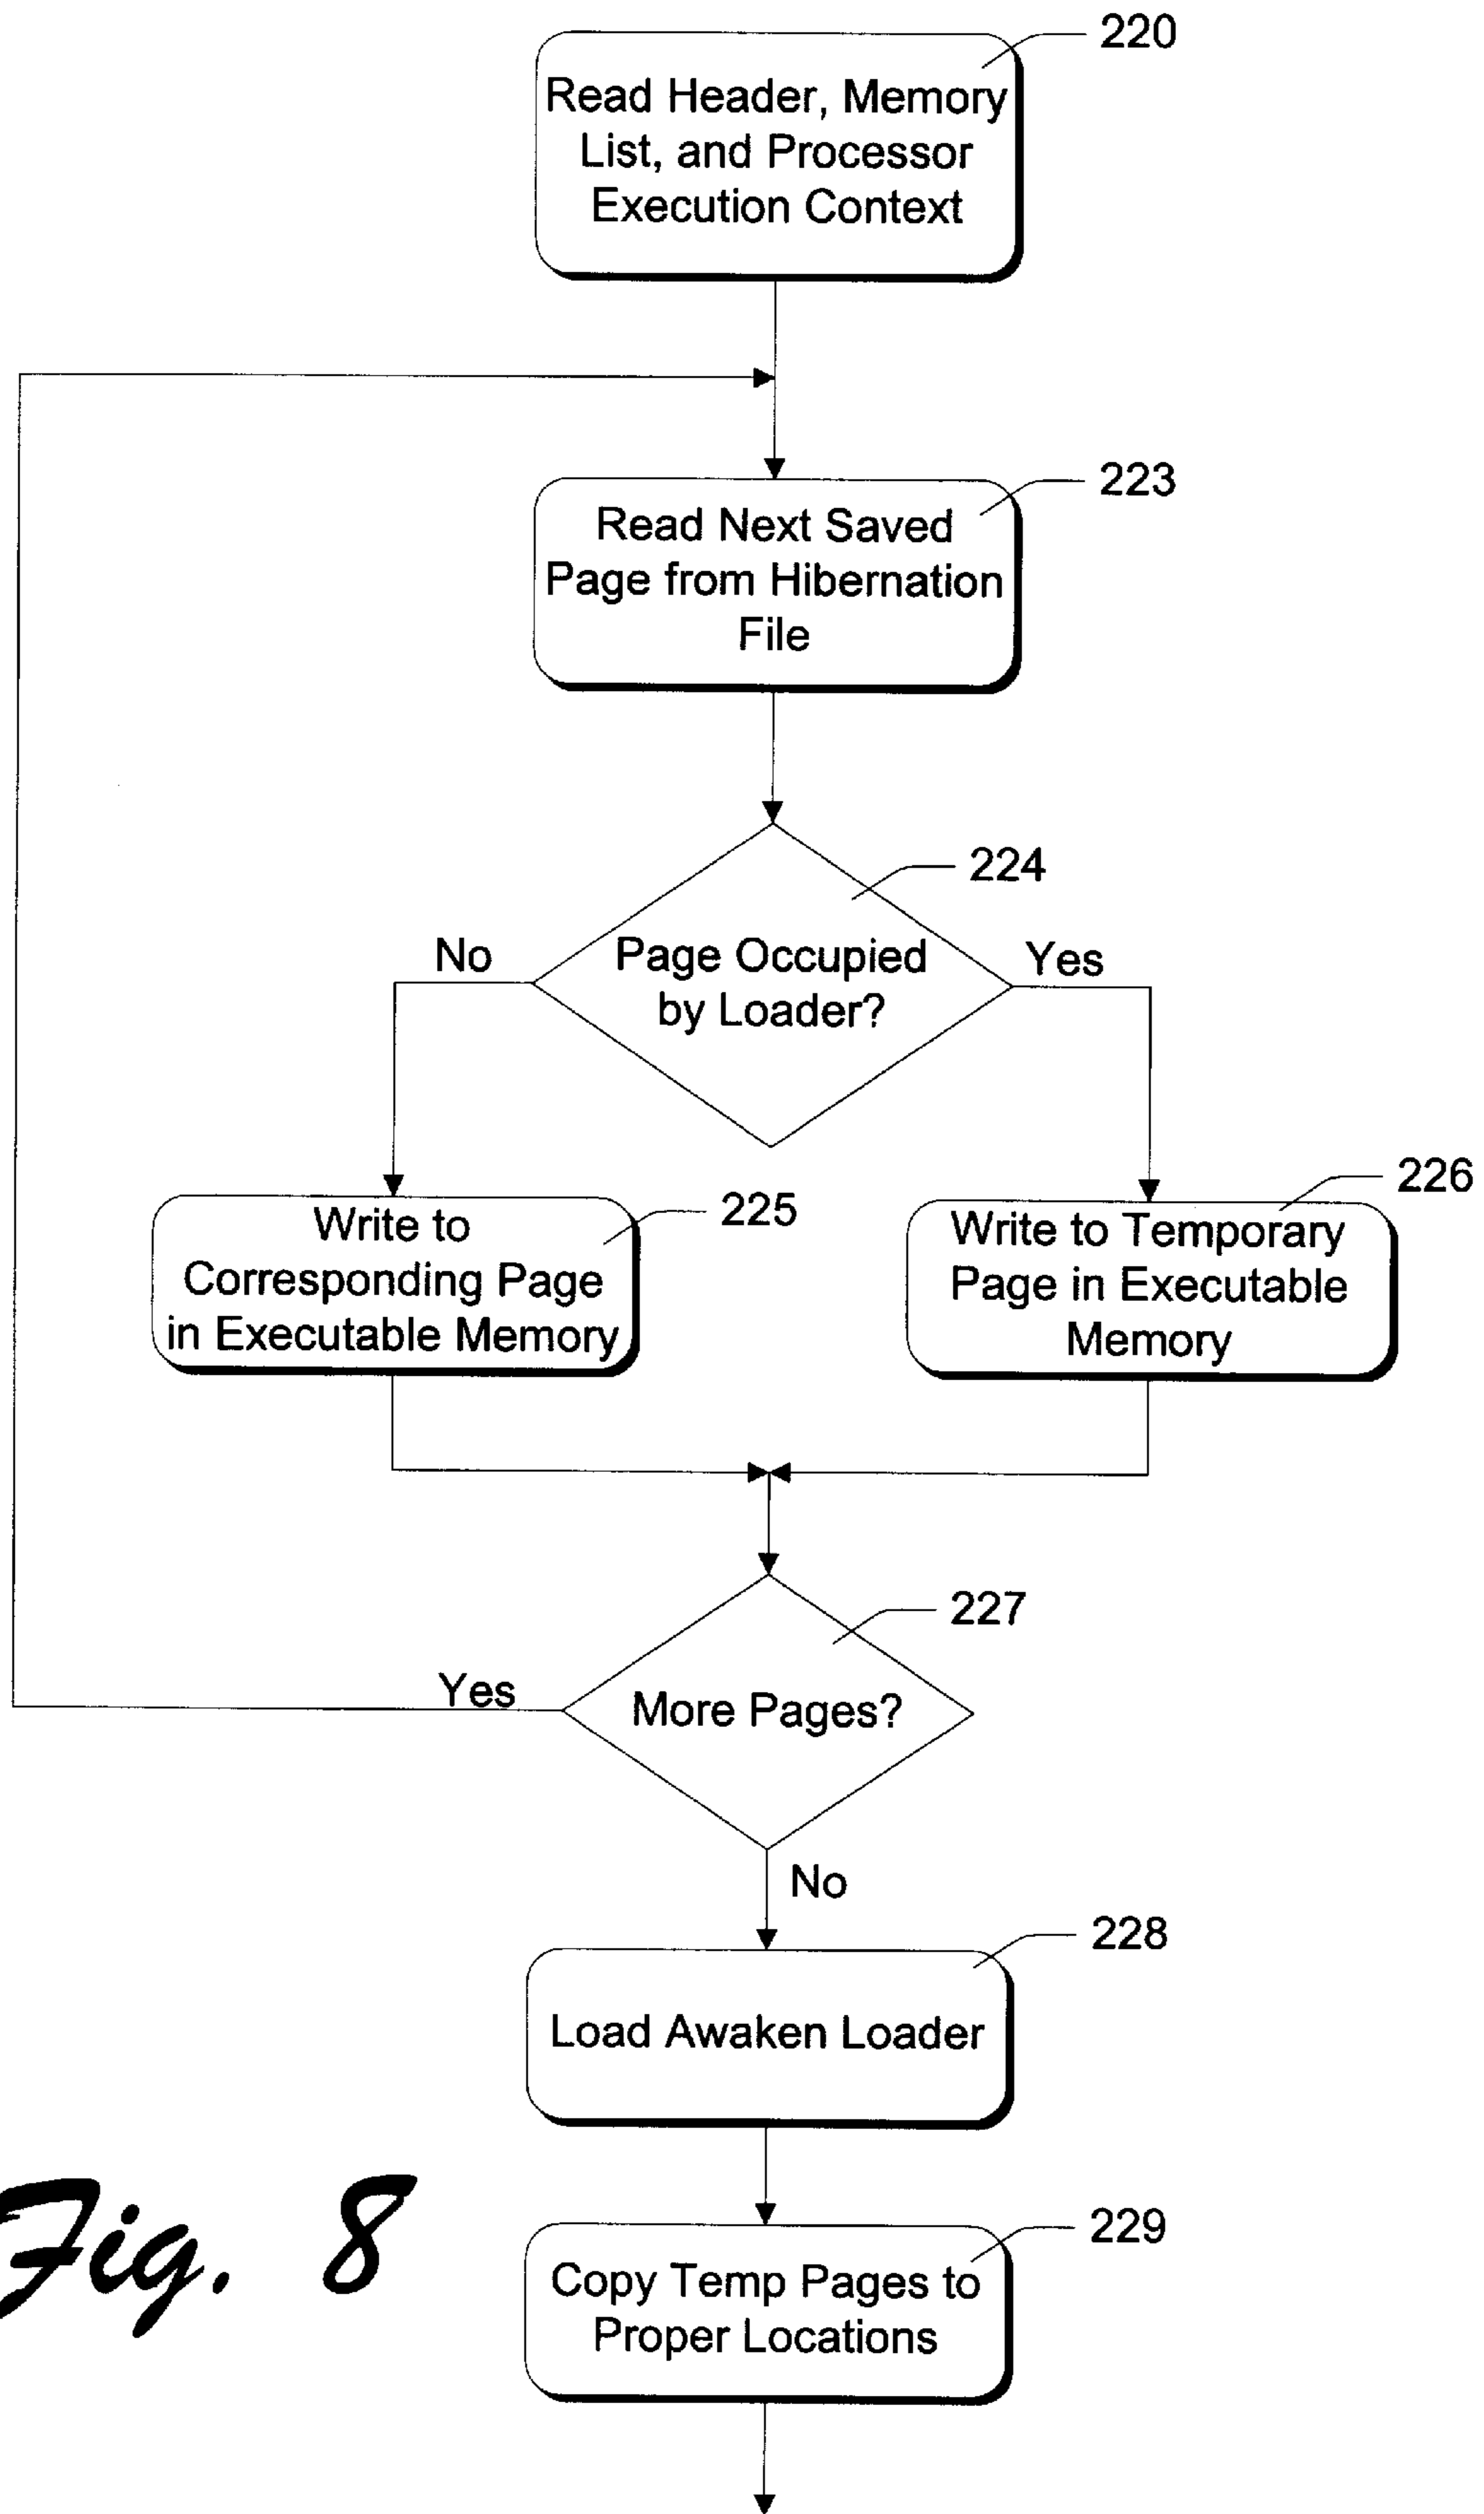 220
Read Header, Memory
List, and Processor
Execution Context
223
Read Next Saved
Page from Hibernation
File
224
No
Page Occupied
by Loader?
Yes
225
Write to
Corresponding Page
in Executable Memory
226
Write to Temporary
Page in Executable
Memory
227
Yes
More Pages?
No
228
Load Awaken Loader
229
Copy Temp Pages to
Proper Locations
Fig. 8